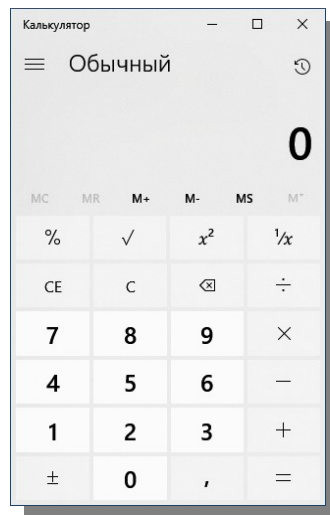 Калькулятор
Обычный
0
MC MR M+ M- MS M˅
% √ x² ¹/x
CE C ÷
7 8 9 ×
4 5 6 −
1 2 3 +
± 0 , =